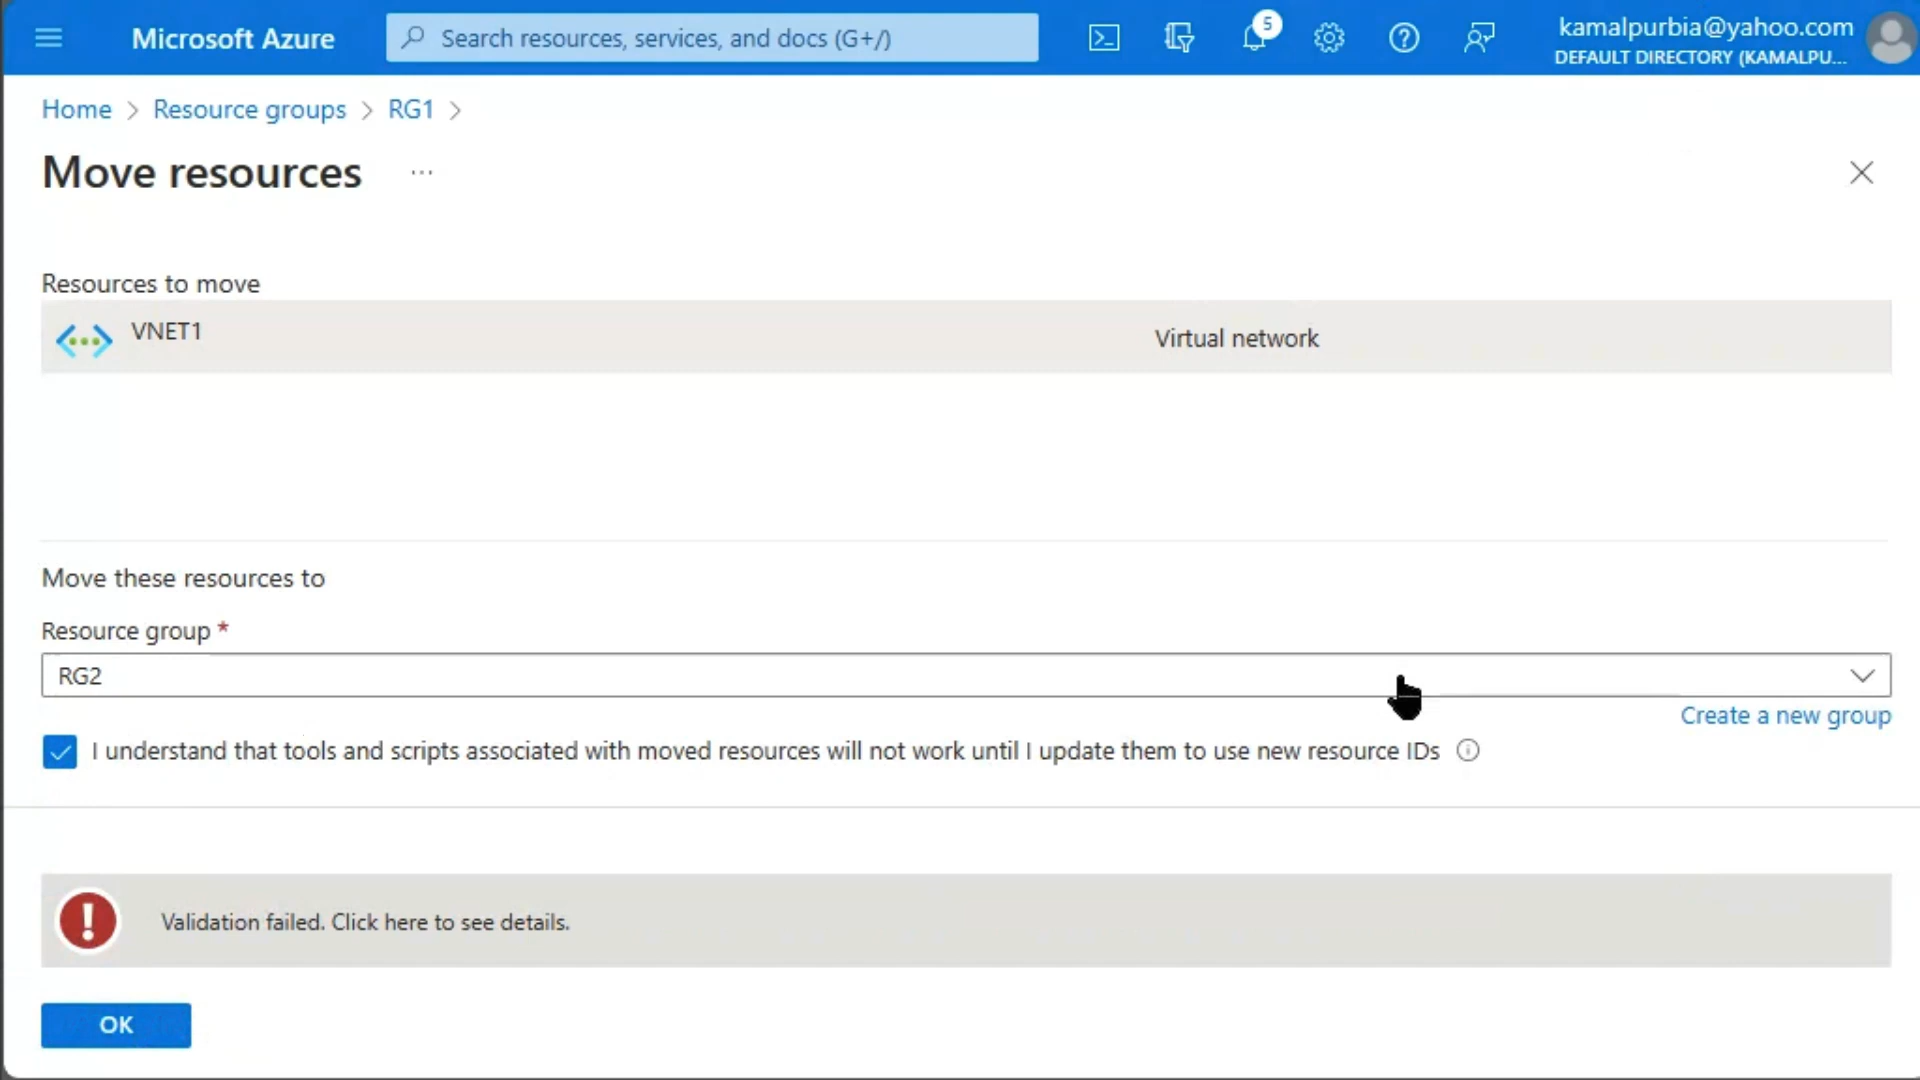 Microsoft Azure
Search resources, services, and docs (G+/)
5
kamalpurbia@yahoo.com
DEFAULT DIRECTORY (KAMALPU...
Home > Resource groups > RG1 >
Move resources ...
Resources to move
VNET1 Virtual network
Move these resources to
Resource group *
RG2
Create a new group
I understand that tools and scripts associated with moved resources will not work until I update them to use new resource IDs
Validation failed. Click here to see details.
OK